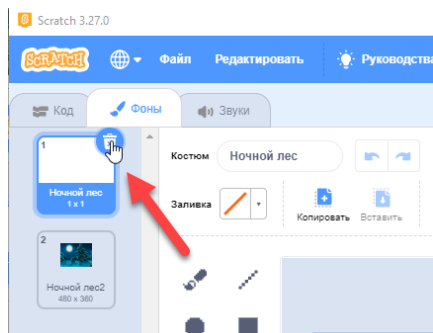 Scratch 3.27.0
SCRATCH Файл Редактировать Руководства
Код Фоны Звуки
1
Ночной лес
1 x 1
2
Ночной лес2
480 x 360
Костюм Ночной лес
Заливка Копировать Вставить